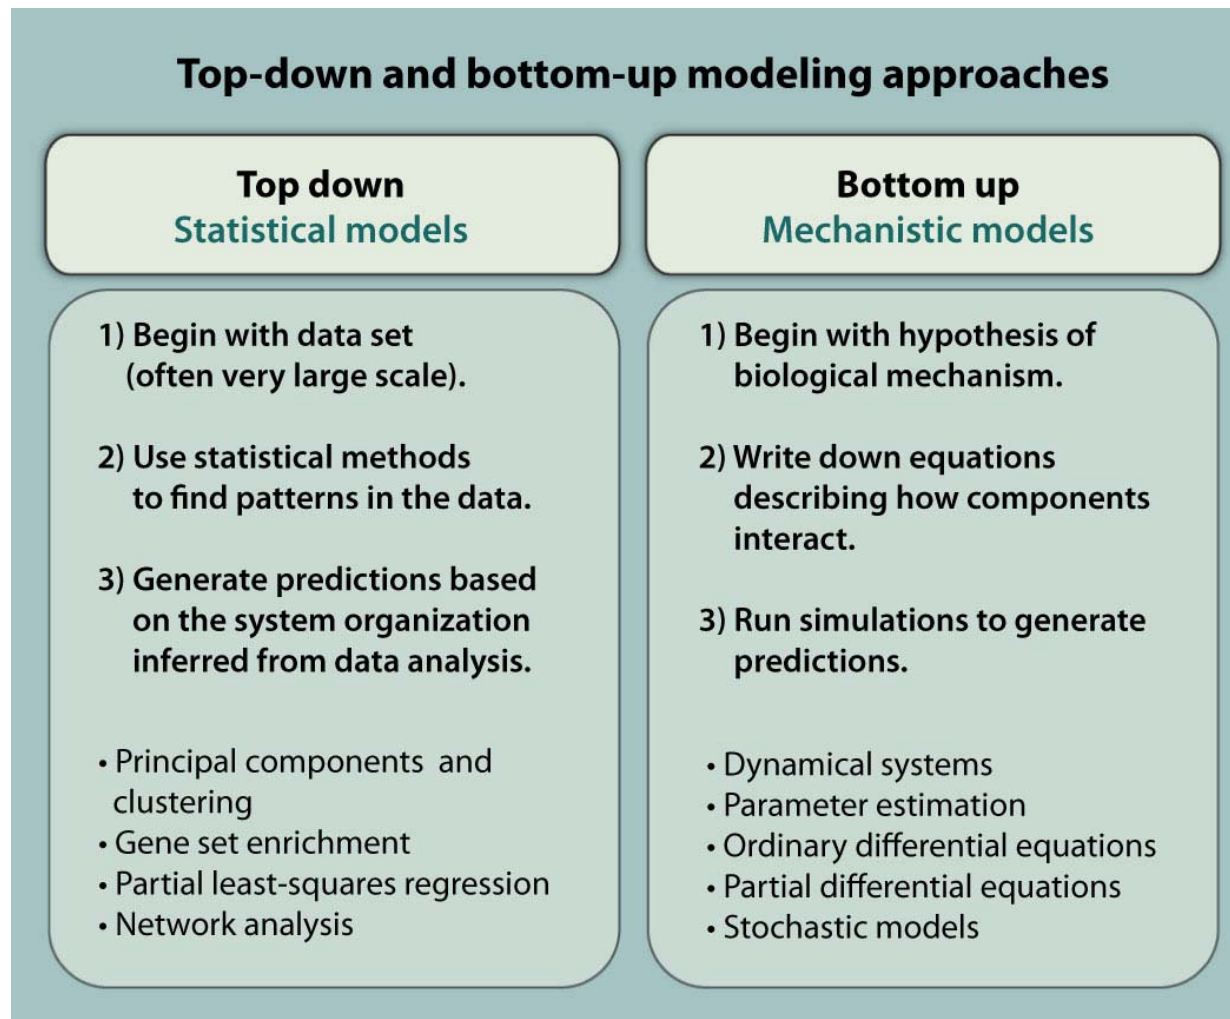 Top-down and bottom-up modeling approaches
Top down
Statistical models
1) Begin with data set
(often very large scale).
2) Use statistical methods
to find patterns in the data.
3) Generate predictions based
on the system organization
inferred from data analysis.
• Principal components and
clustering
• Gene set enrichment
• Partial least-squares regression
• Network analysis
Bottom up
Mechanistic models
1) Begin with hypothesis of
biological mechanism.
2) Write down equations
describing how components
interact.
3) Run simulations to generate
predictions.
• Dynamical systems
• Parameter estimation
• Ordinary differential equations
• Partial differential equations
• Stochastic models